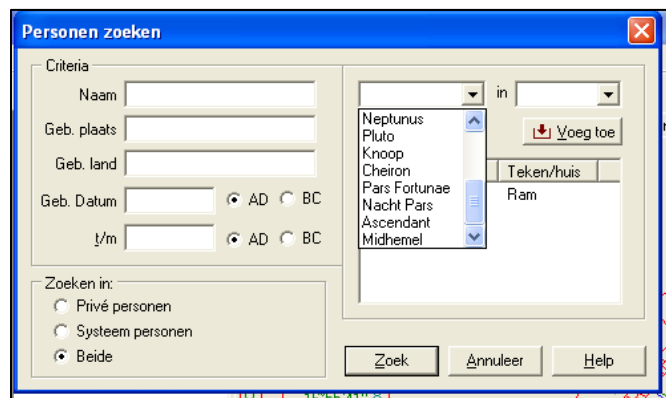 Personen zoeken
Criteria
Naam
Geb. plaats
Geb. land
Geb. Datum AD BC
t/m AD BC
Zoeken in:
Privé personen
Systeem personen
Beide
in
Neptunus
Pluto
Knoop
Cheiron
Pars Fortunae
Nacht Pars
Ascendant
Midhemel
Voeg toe
Teken/huis
Ram
Zoek Annuleer Help